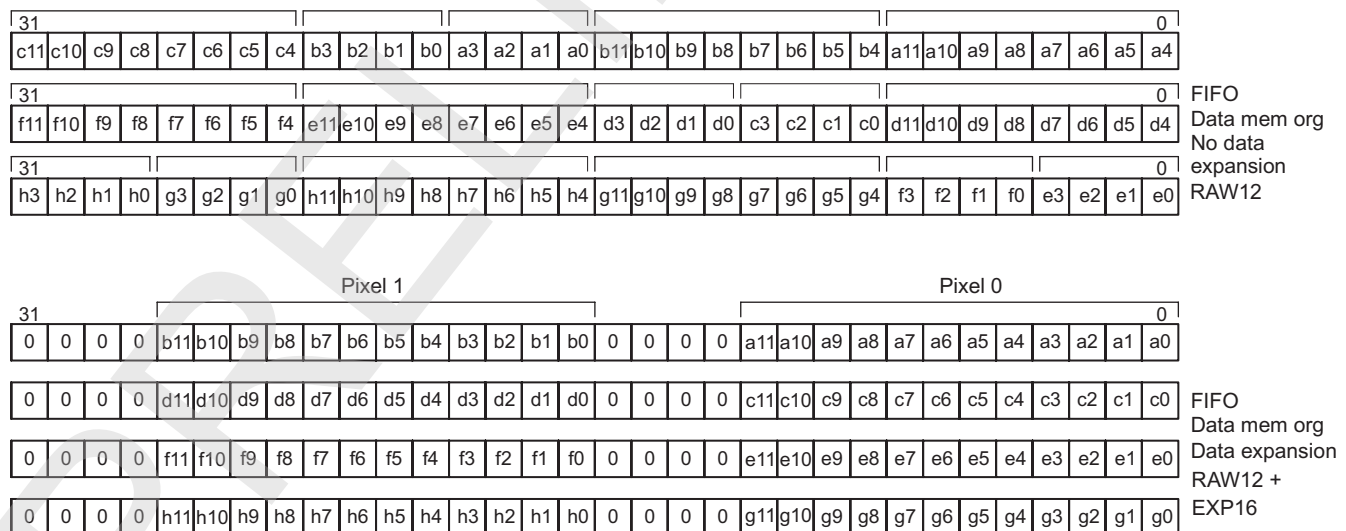 31 0
c11 c10 c9 c8 c7 c6 c5 c4 b3 b2 b1 b0 a3 a2 a1 a0 b11 b10 b9 b8 b7 b6 b5 b4 a11 a10 a9 a8 a7 a6 a5 a4
31 0
f11 f10 f9 f8 f7 f6 f5 f4 e11 e10 e9 e8 e7 e6 e5 e4 d3 d2 d1 d0 c3 c2 c1 c0 d11 d10 d9 d8 d7 d6 d5 d4
31 0
h3 h2 h1 h0 g3 g2 g1 g0 h11 h10 h9 h8 h7 h6 h5 h4 g11 g10 g9 g8 g7 g6 g5 g4 f3 f2 f1 f0 e3 e2 e1 e0
FIFO
Data mem org
No data
expansion
RAW12
Pixel 1 Pixel 0
31 0
0 0 0 0 b11 b10 b9 b8 b7 b6 b5 b4 b3 b2 b1 b0 0 0 0 0 a11 a10 a9 a8 a7 a6 a5 a4 a3 a2 a1 a0
0 0 0 0 d11 d10 d9 d8 d7 d6 d5 d4 d3 d2 d1 d0 0 0 0 0 c11 c10 c9 c8 c7 c6 c5 c4 c3 c2 c1 c0
0 0 0 0 f11 f10 f9 f8 f7 f6 f5 f4 f3 f2 f1 f0 0 0 0 0 e11 e10 e9 e8 e7 e6 e5 e4 e3 e2 e1 e0
0 0 0 0 h11 h10 h9 h8 h7 h6 h5 h4 h3 h2 h1 h0 0 0 0 0 g11 g10 g9 g8 g7 g6 g5 g4 g3 g2 g1 g0
FIFO
Data mem org
Data expansion
RAW12 +
EXP16